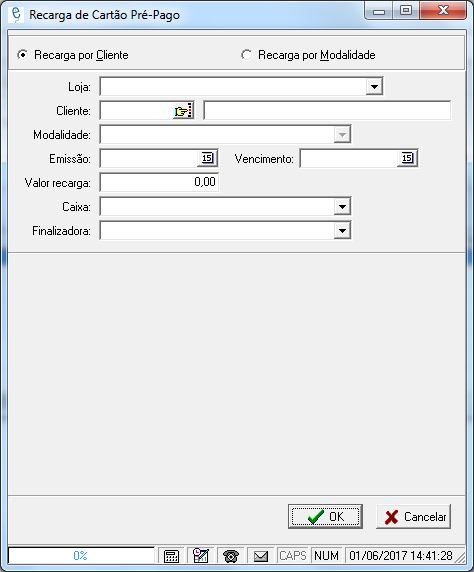 Recarga de Cartão Pré-Pago
Recarga por Cliente Recarga por Modalidade
Loja:
Cliente:
Modalidade:
Emissão: 15 Vencimento: 15
Valor recarga: 0,00
Caixa:
Finalizadora:
OK Cancelar
0% CAPS NUM 01/06/2017 14:41:28